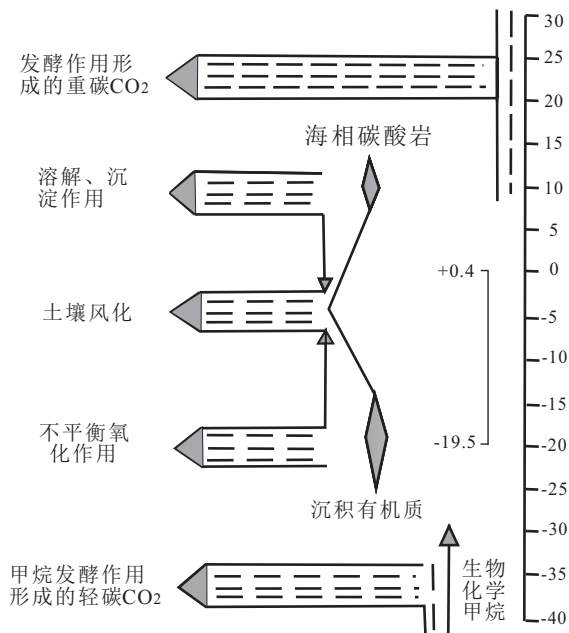 发酵作用形
成的重碳CO2
海相碳酸岩
溶解、沉
淀作用
土壤风化
不平衡氧
化作用
沉积有机质
甲烷发酵作用
形成的轻碳CO2
生物
化学
甲烷
+0.4
-19.5
30
25
20
15
10
5
0
-5
-10
-15
-20
-25
-30
-35
-40